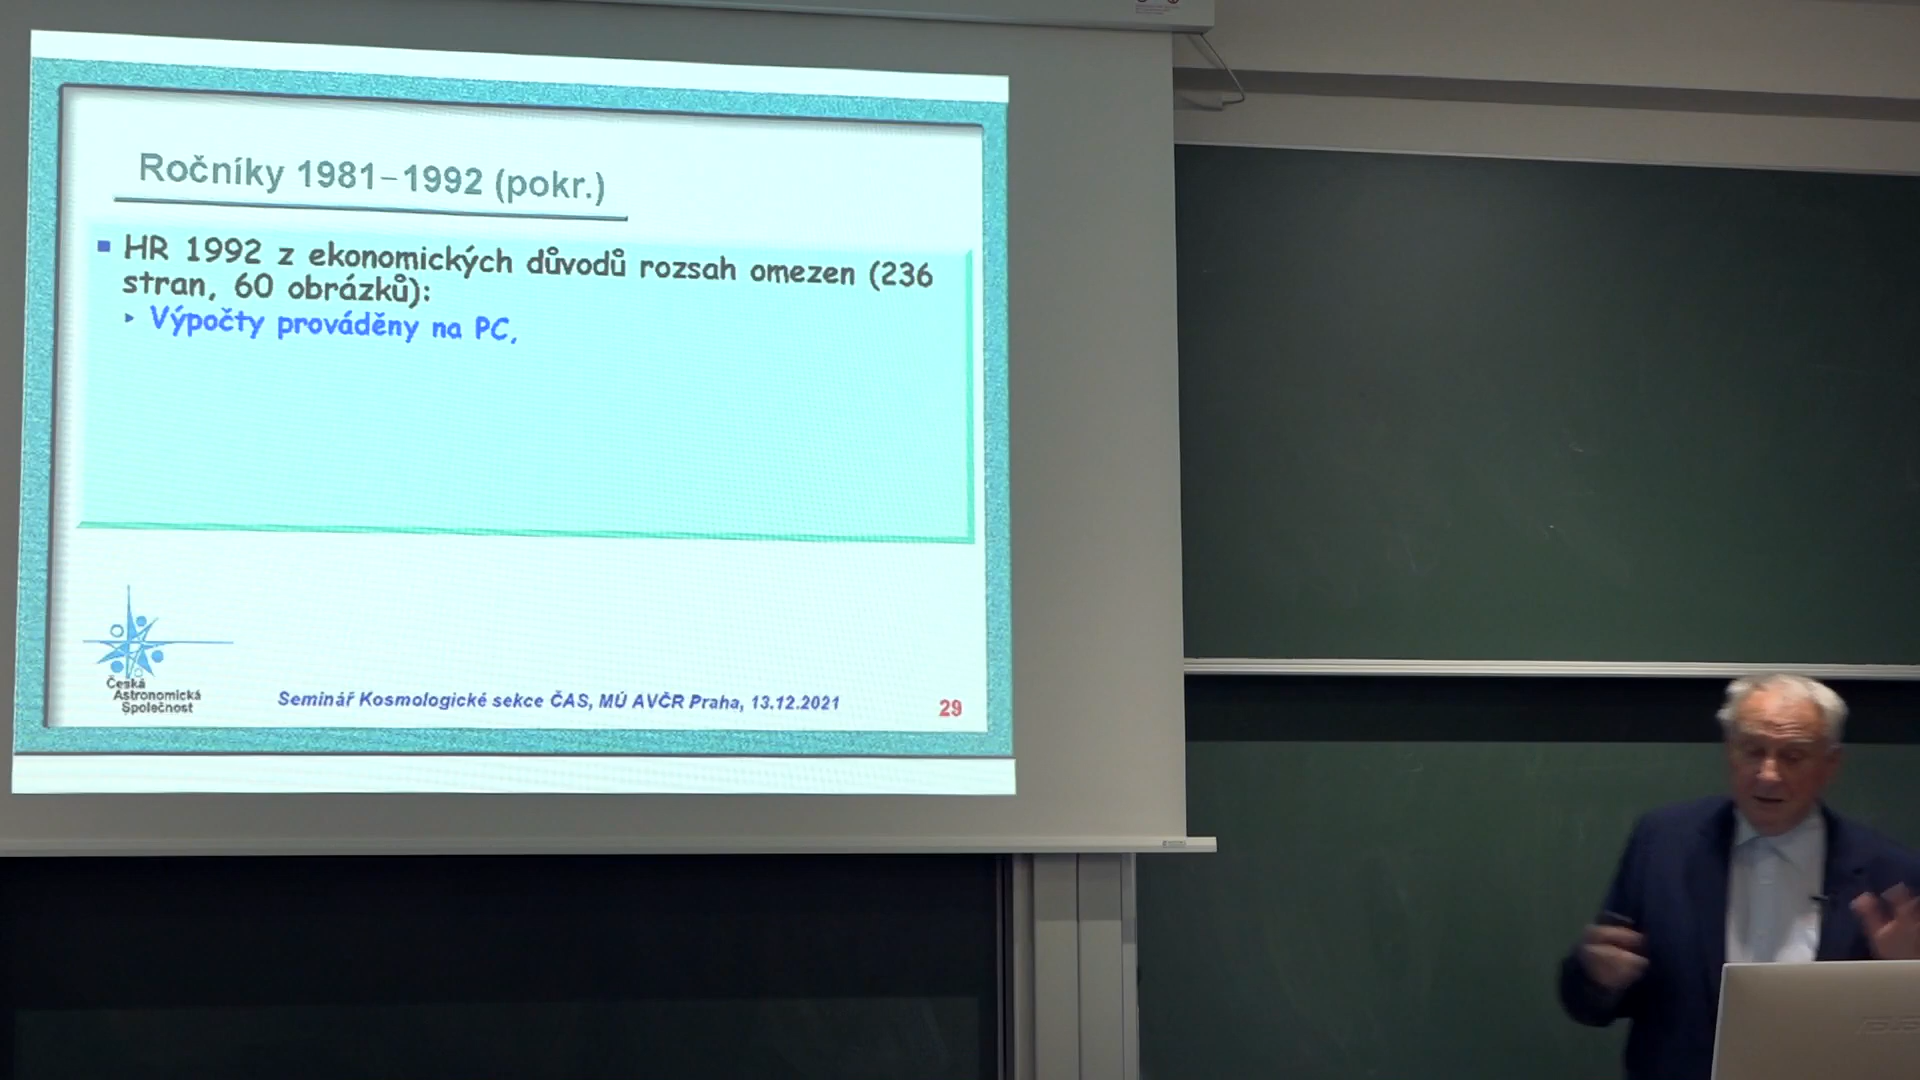 Ročníky 1981–1992 (pokr.)
HR 1992 z ekonomických důvodů rozsah omezen (236
stran, 60 obrázků):
Výpočty prováděny na PC,
Česká
Astronomická
Společnost
Seminář Kosmologické sekce ČAS, MÚ AVČR Praha, 13.12.2021
29
ASUS